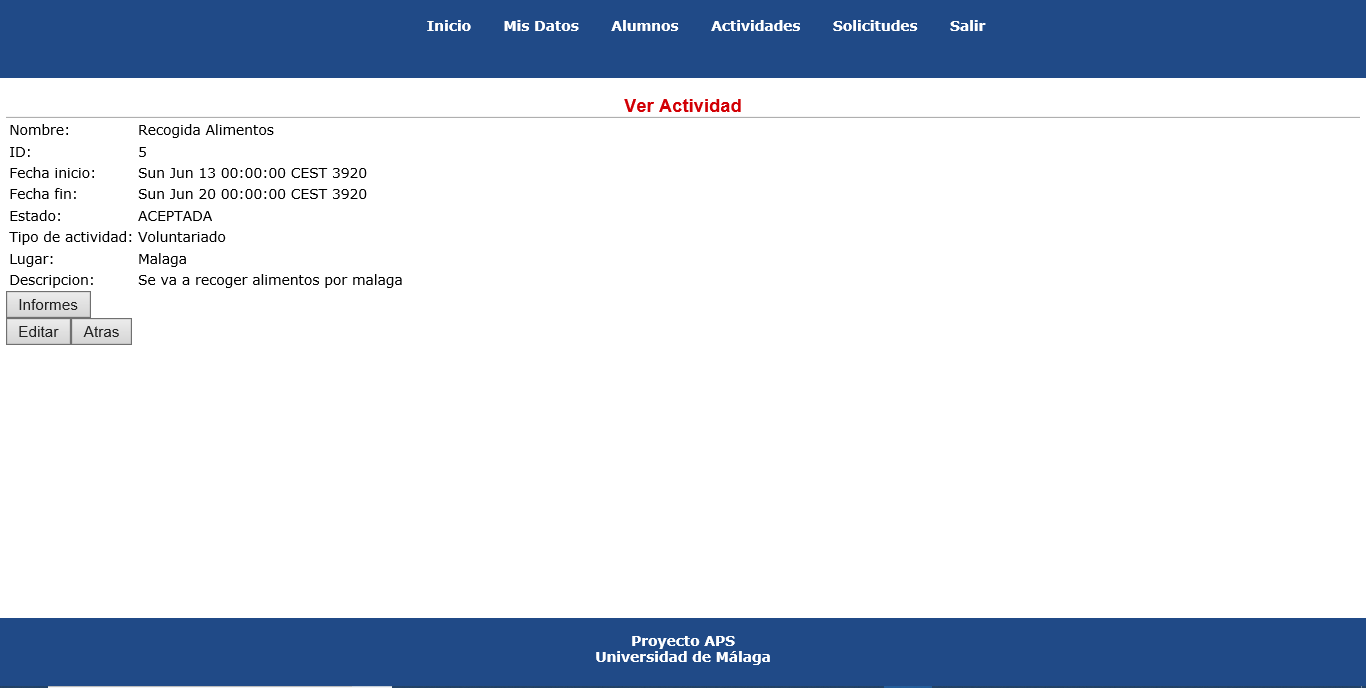 Inicio Mis Datos Alumnos Actividades Solicitudes Salir
Ver Actividad
Nombre: Recogida Alimentos
ID: 5
Fecha inicio: Sun Jun 13 00:00:00 CEST 3920
Fecha fin: Sun Jun 20 00:00:00 CEST 3920
Estado: ACEPTADA
Tipo de actividad: Voluntariado
Lugar: Malaga
Descripcion: Se va a recoger alimentos por malaga
Informes
Editar Atras
Proyecto APS
Universidad de Málaga